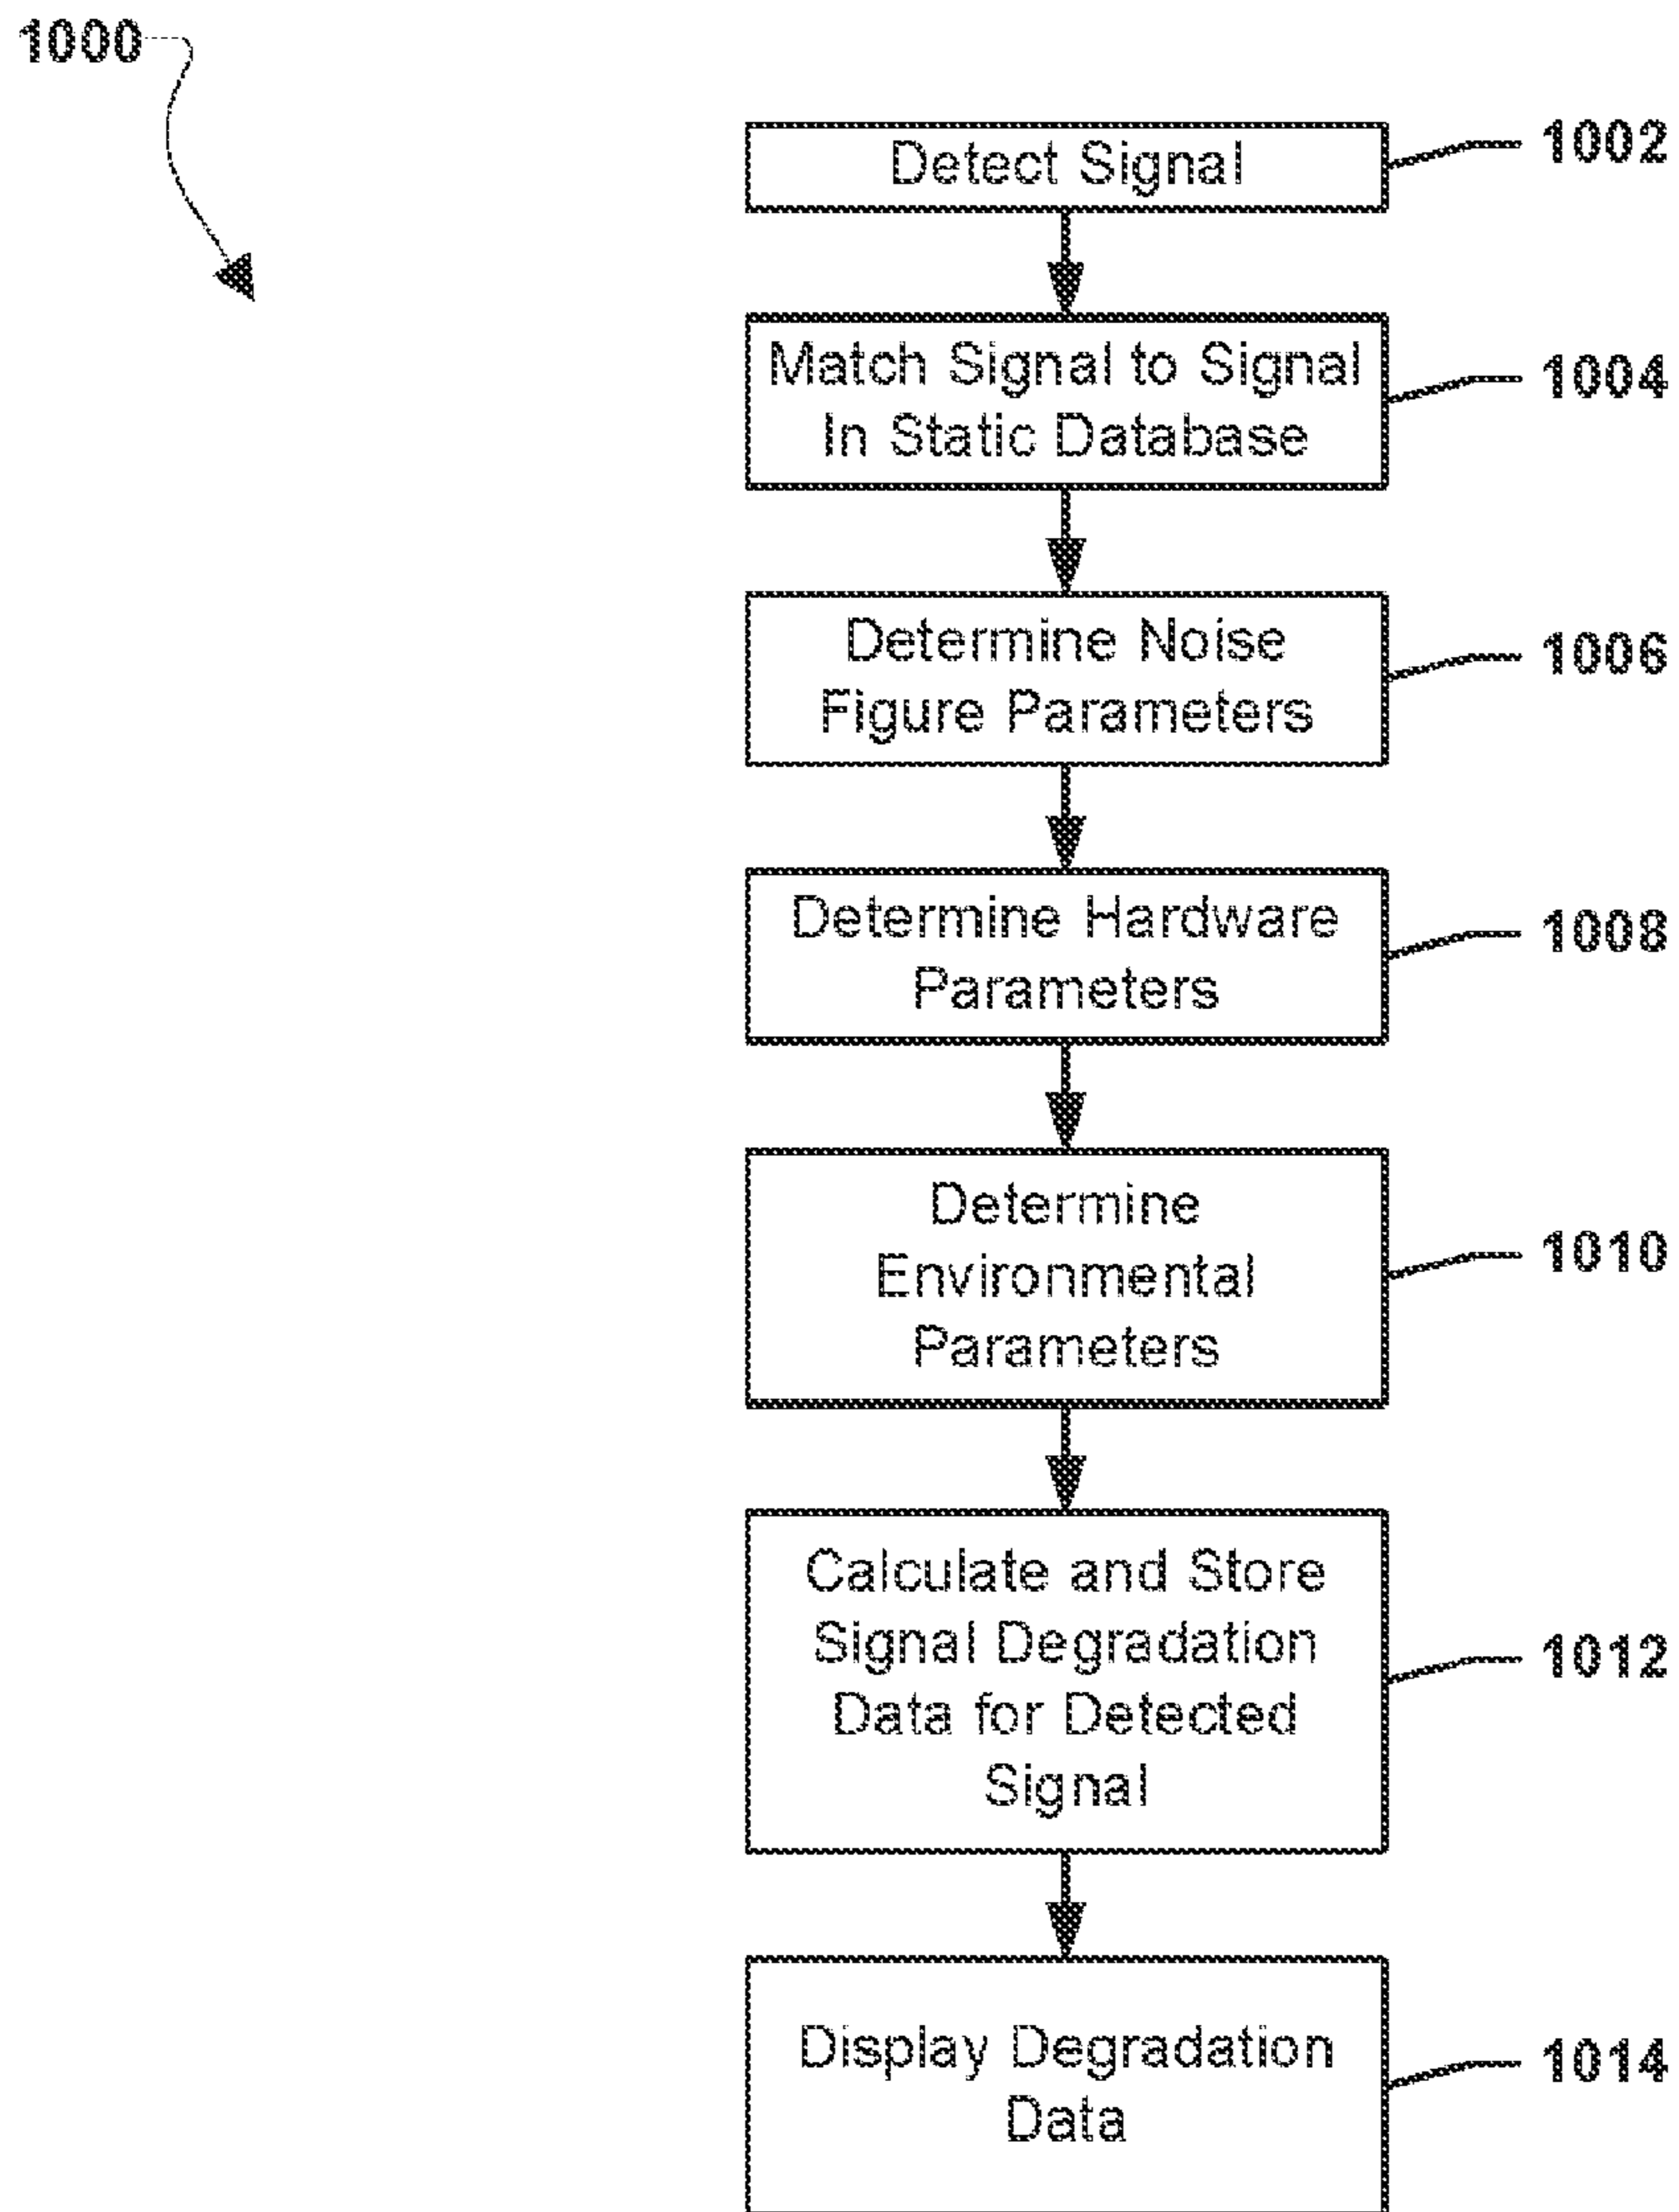 1000
Detect Signal
1002
Match Signal to Signal
In Static Database
1004
Determine Noise
Figure Parameters
1006
Determine Hardware
Parameters
1008
Determine
Environmental
Parameters
1010
Calculate and Store
Signal Degradation
Data for Detected
Signal
1012
Display Degradation
Data
1014